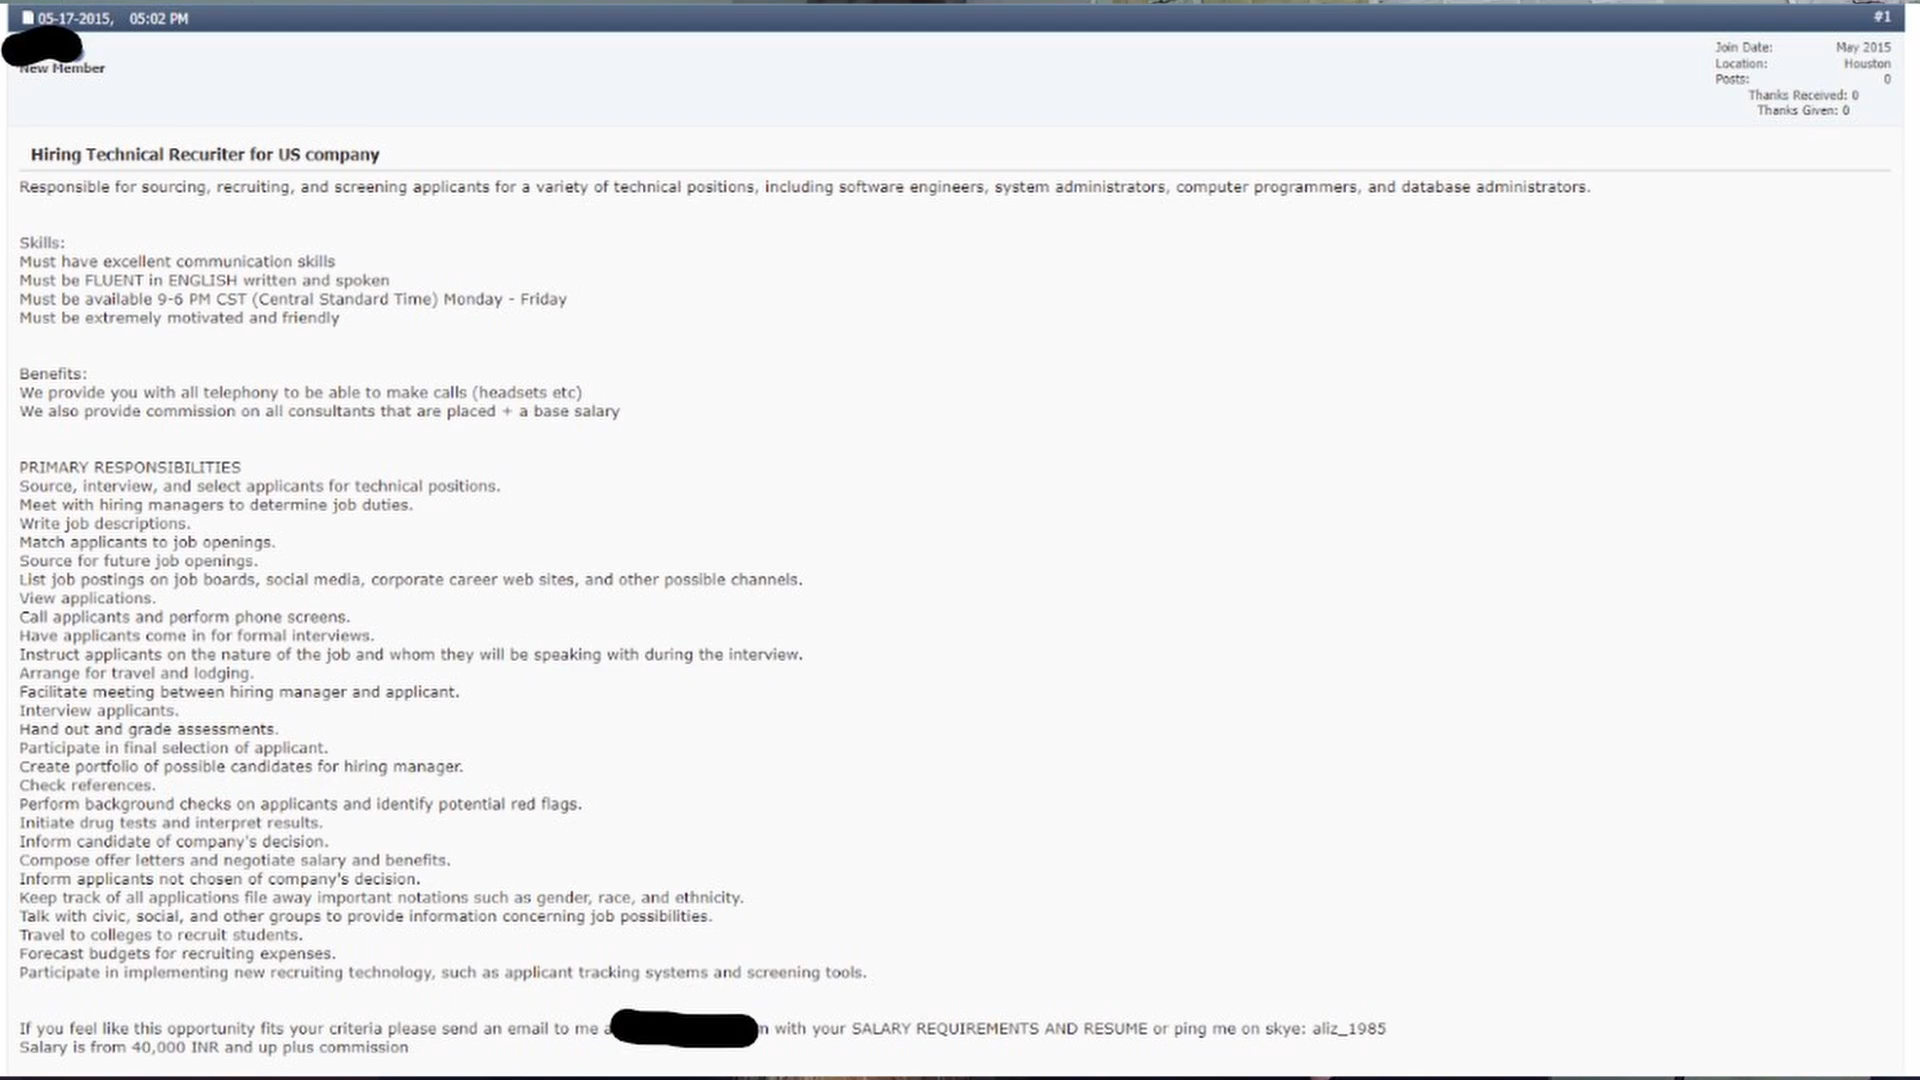 05-17-2015, 05:02 PM
#1
New Member
Join Date: May 2015
Location: Houston
Posts: 0
Thanks Received: 0
Thanks Given: 0
Hiring Technical Recuriter for US company
Responsible for sourcing, recruiting, and screening applicants for a variety of technical positions, including software engineers, system administrators, computer programmers, and database administrators.
Skills:
Must have excellent communication skills
Must be FLUENT in ENGLISH written and spoken
Must be available 9-6 PM CST (Central Standard Time) Monday - Friday
Must be extremely motivated and friendly
Benefits:
We provide you with all telephony to be able to make calls (headsets etc)
We also provide commission on all consultants that are placed + a base salary
PRIMARY RESPONSIBILITIES
Source, interview, and select applicants for technical positions.
Meet with hiring managers to determine job duties.
Write job descriptions.
Match applicants to job openings.
Source for future job openings.
List job postings on job boards, social media, corporate career web sites, and other possible channels.
View applications.
Call applicants and perform phone screens.
Have applicants come in for formal interviews.
Instruct applicants on the nature of the job and whom they will be speaking with during the interview.
Arrange for travel and lodging.
Facilitate meeting between hiring manager and applicant.
Interview applicants.
Hand out and grade assessments.
Participate in final selection of applicant.
Create portfolio of possible candidates for hiring manager.
Check references.
Perform background checks on applicants and identify potential red flags.
Initiate drug tests and interpret results.
Inform candidate of company's decision.
Compose offer letters and negotiate salary and benefits.
Inform applicants not chosen of company's decision.
Keep track of all applications file away important notations such as gender, race, and ethnicity.
Talk with civic, social, and other groups to provide information concerning job possibilities.
Travel to colleges to recruit students.
Forecast budgets for recruiting expenses.
Participate in implementing new recruiting technology, such as applicant tracking systems and screening tools.
If you feel like this opportunity fits your criteria please send an email to me with your SALARY REQUIREMENTS AND RESUME or ping me on skye: aliz_1985
Salary is from 40,000 INR and up plus commission